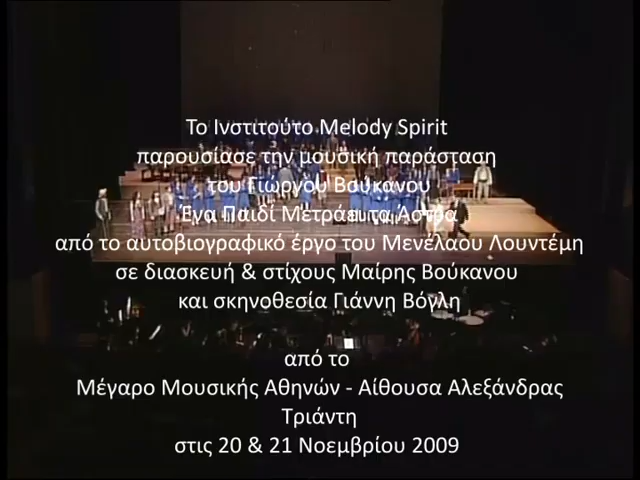 Το Ινστιτούτο Melody Spirit
παρουσίασε την μουσική παράσταση
του Γιώργου Βούκανου
Ένα Παιδί Μετράει τα Άστρα
από το αυτοβιογραφικό έργο του Μενέλαου Λουντέμη
σε διασκευή & στίχους Μαίρης Βούκανου
και σκηνοθεσία Γιάννη Βόγλη
από το
Μέγαρο Μουσικής Αθηνών - Αίθουσα Αλεξάνδρας
Τριάντη
στις 20 & 21 Νοεμβρίου 2009